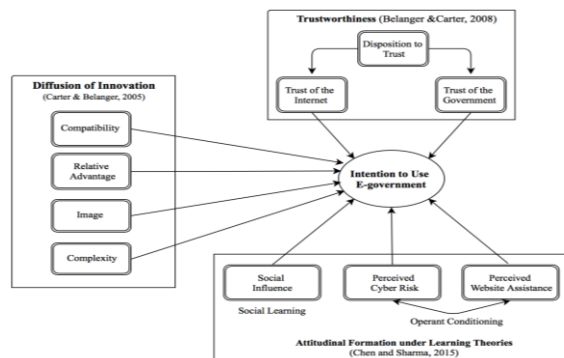 Trustworthiness (Belanger &Carter, 2008)
Disposition to
Trust
Trust of the
Internet
Trust of the
Government
Diffusion of Innovation
(Carter & Belanger, 2005)
Compatibility
Relative
Advantage
Image
Complexity
Intention to Use
E-government
Social
Influence
Perceived
Cyber Risk
Perceived
Website Assistance
Social Learning
Operant Conditioning
Attitudinal Formation under Learning Theories
(Chen and Sharma, 2015)